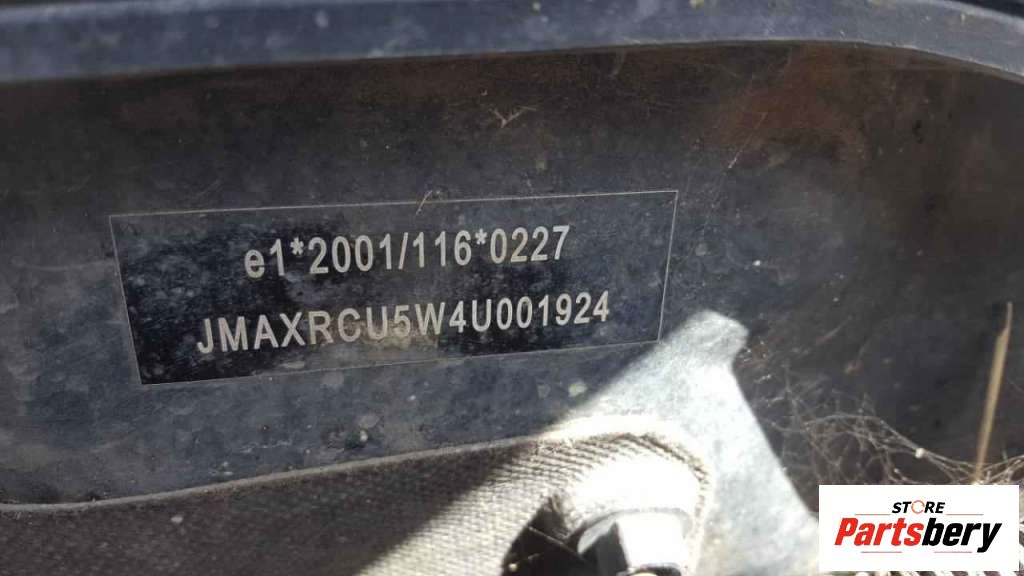 e1*2001/116*0227
JMAXRCU5W4U001924
STORE
Partsbery